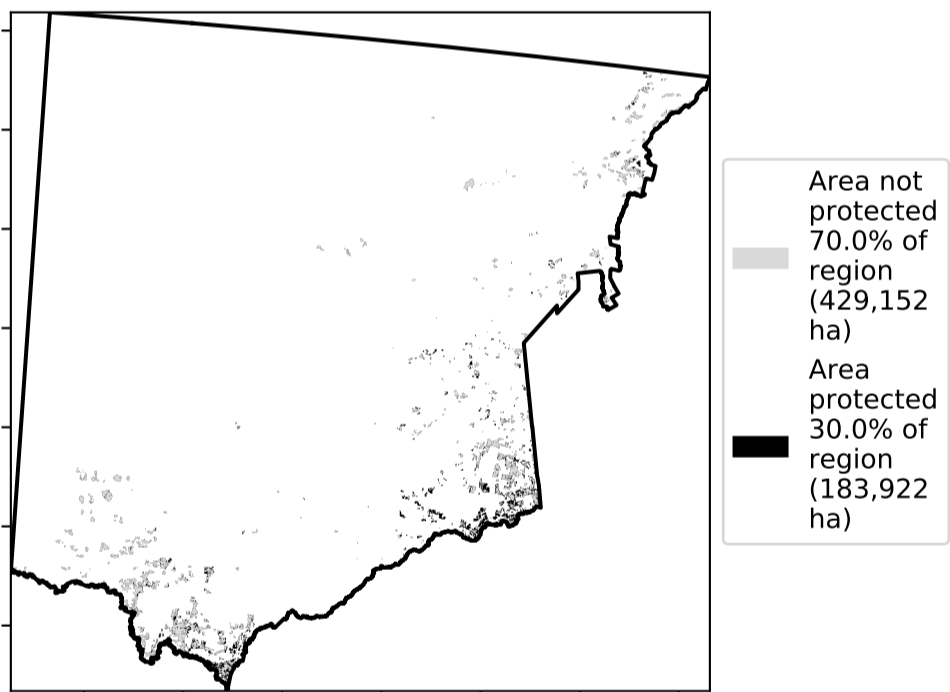 Area not
protected
70.0% of
region
(429,152
ha)
Area
protected
30.0% of
region
(183,922
ha)